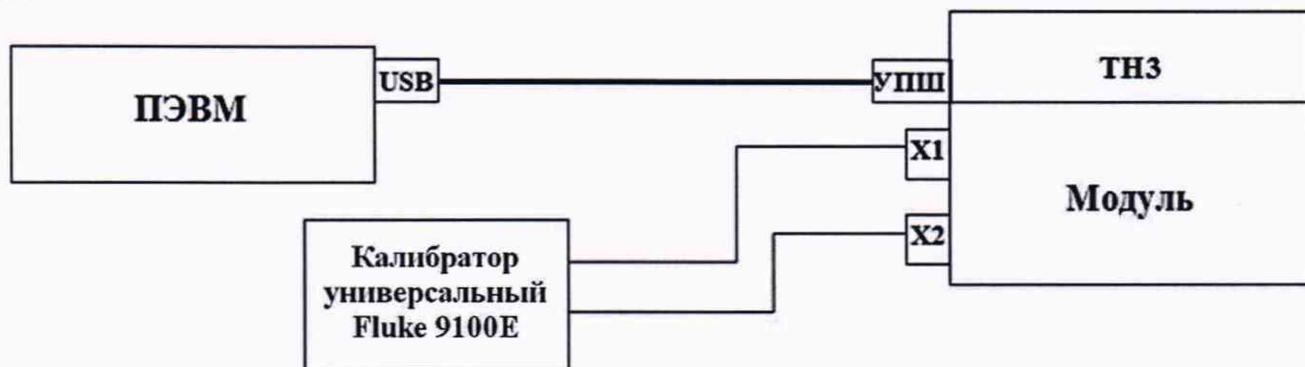 ПЭВМ
USB
УПШ
ТН3
X1
X2
Модуль
Калибратор
универсальный
Fluke 9100E